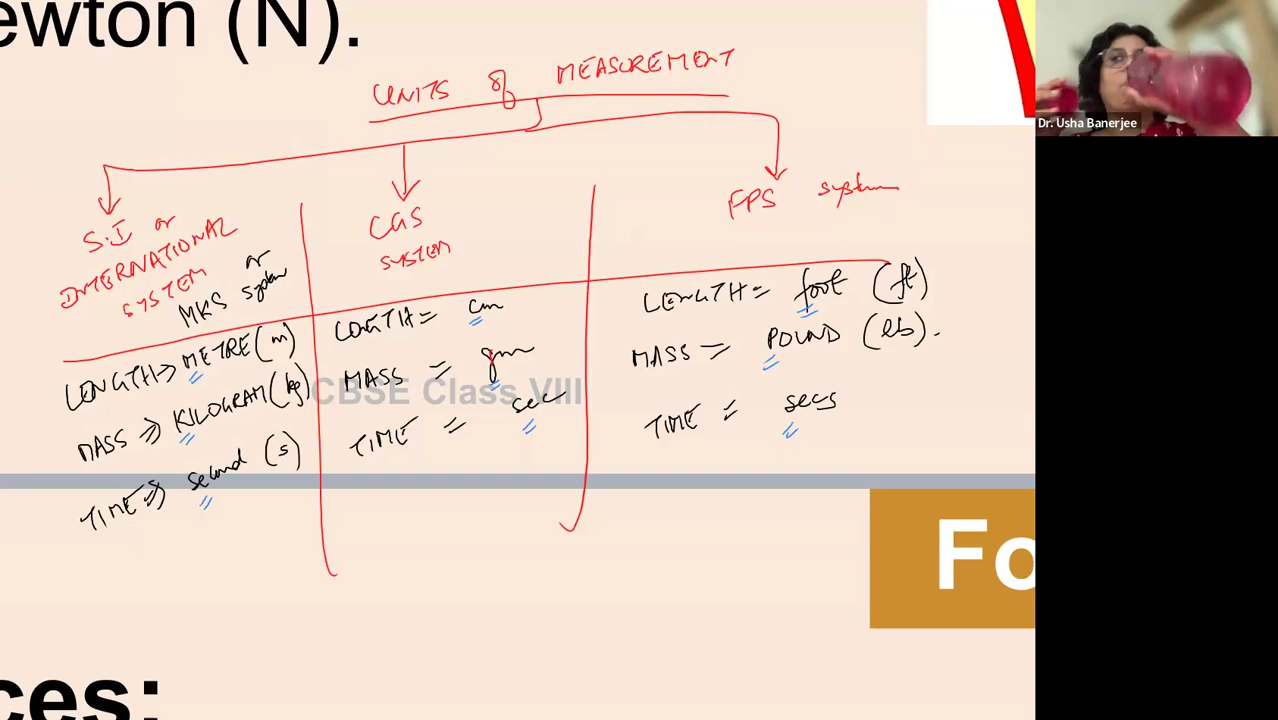 ewton (N).
UNITS of MEASUREMENT
Dr. Usha Banerjee
S.I or
INTERNATIONAL
SYSTEM or
MKS system
LENGTH => METRE (m)
MASS => KILOGRAM (kg)
TIME => second (s)
CGS
SYSTEM
LENGTH = cm
MASS = gm
CBSE Class VIII
TIME = sec
FPS system
LENGTH = foot (ft)
MASS = POUND (lb).
TIME = secs
Fo
ces: